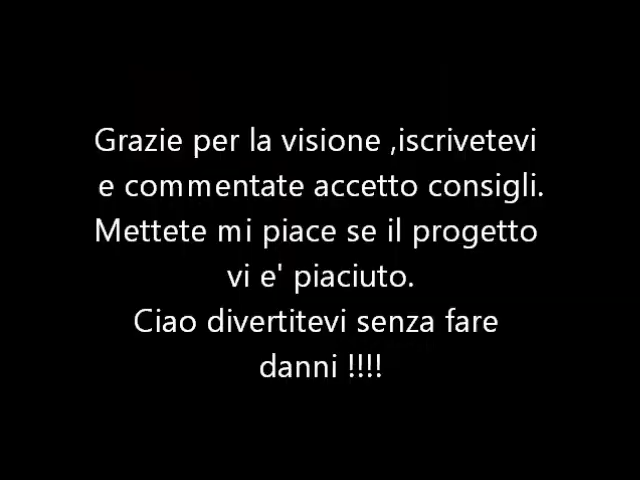 Grazie per la visione ,iscrivetevi
e commentate accetto consigli.
Mettete mi piace se il progetto
vi e' piaciuto.
Ciao divertitevi senza fare
danni !!!!